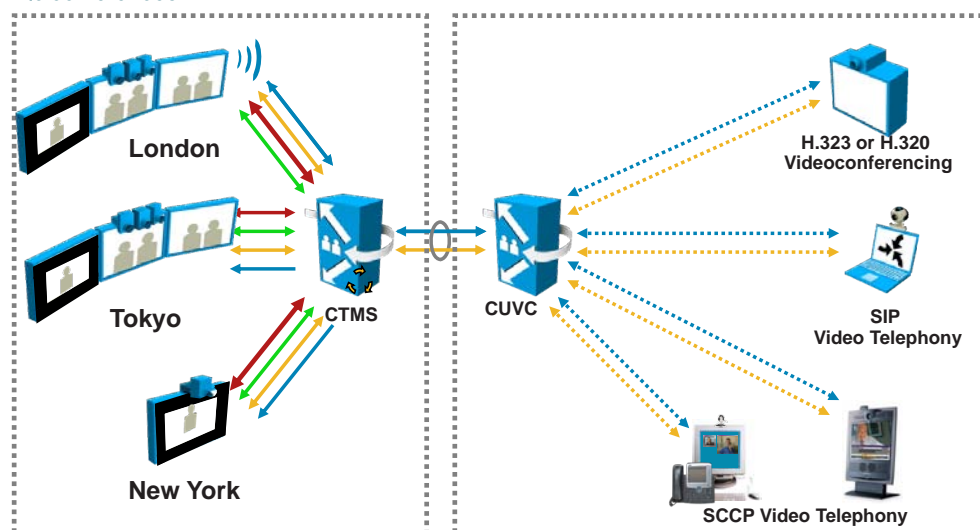 London
H.323 or H.320
Videoconferencing
Tokyo
CTMS
CUVC
SIP
Video Telephony
New York
SCCP Video Telephony